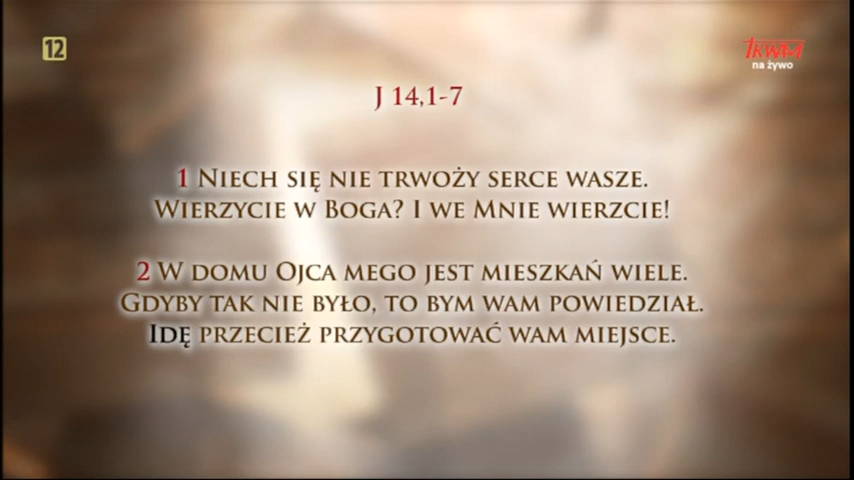 12
TRWAM
na żywo
J 14,1-7
1 Niech się nie trwoży serce wasze.
Wierzycie w Boga? I we Mnie wierzcie!
2 W domu Ojca mego jest mieszkań wiele.
Gdyby tak nie było, to bym wam powiedział.
Idę przecież przygotować wam miejsce.